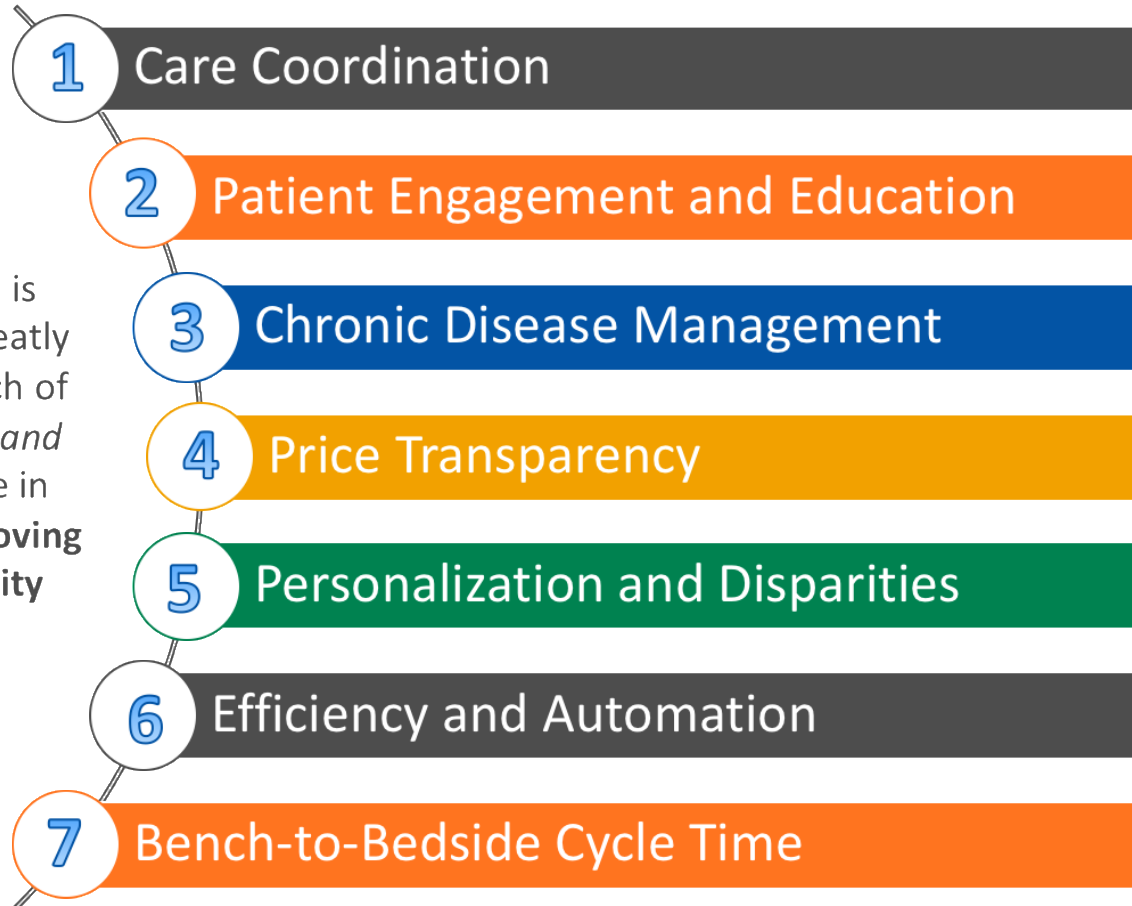 1 Care Coordination
2 Patient Engagement and Education
is
eatly
ch of
and
e in
oving
ity
3 Chronic Disease Management
4 Price Transparency
5 Personalization and Disparities
6 Efficiency and Automation
7 Bench-to-Bedside Cycle Time